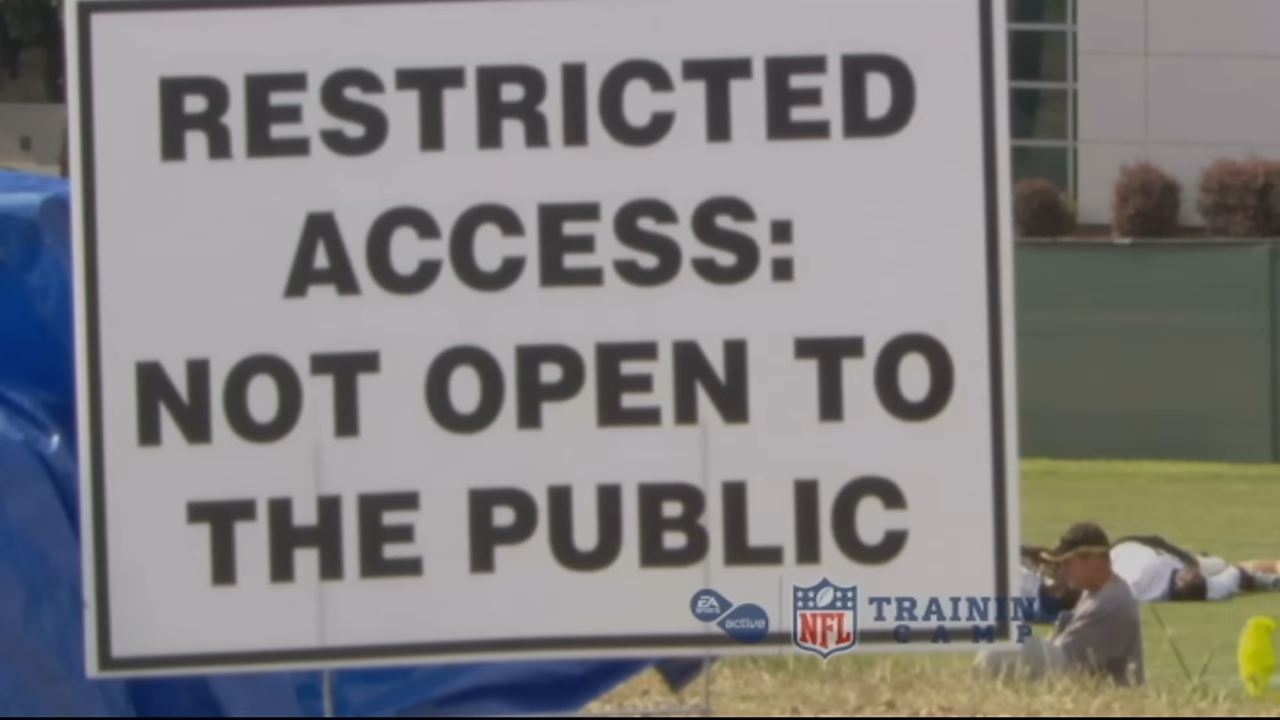 RESTRICTED
ACCESS:
NOT OPEN TO
THE PUBLIC
EA
SPORTS
active
NFL
TRAINING
CAMP